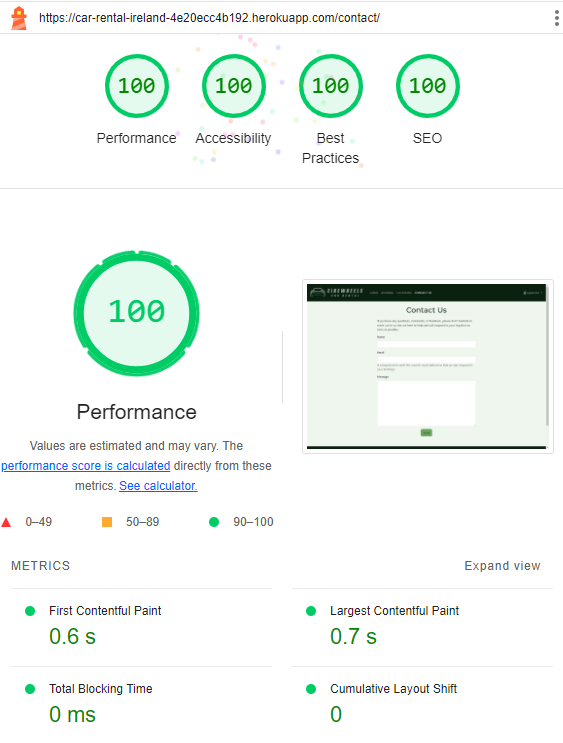 https://car-rental-ireland-4e20ecc4b192.herokuapp.com/contact/
100 100 100 100
Performance Accessibility Best Practices SEO
100
Performance
Values are estimated and may vary. The
performance score is calculated directly from these
metrics. See calculator.
0–49 50–89 90–100
Contact Us
Name
Email
Message
METRICS Expand view
First Contentful Paint
0.6 s
Largest Contentful Paint
0.7 s
Total Blocking Time
0 ms
Cumulative Layout Shift
0